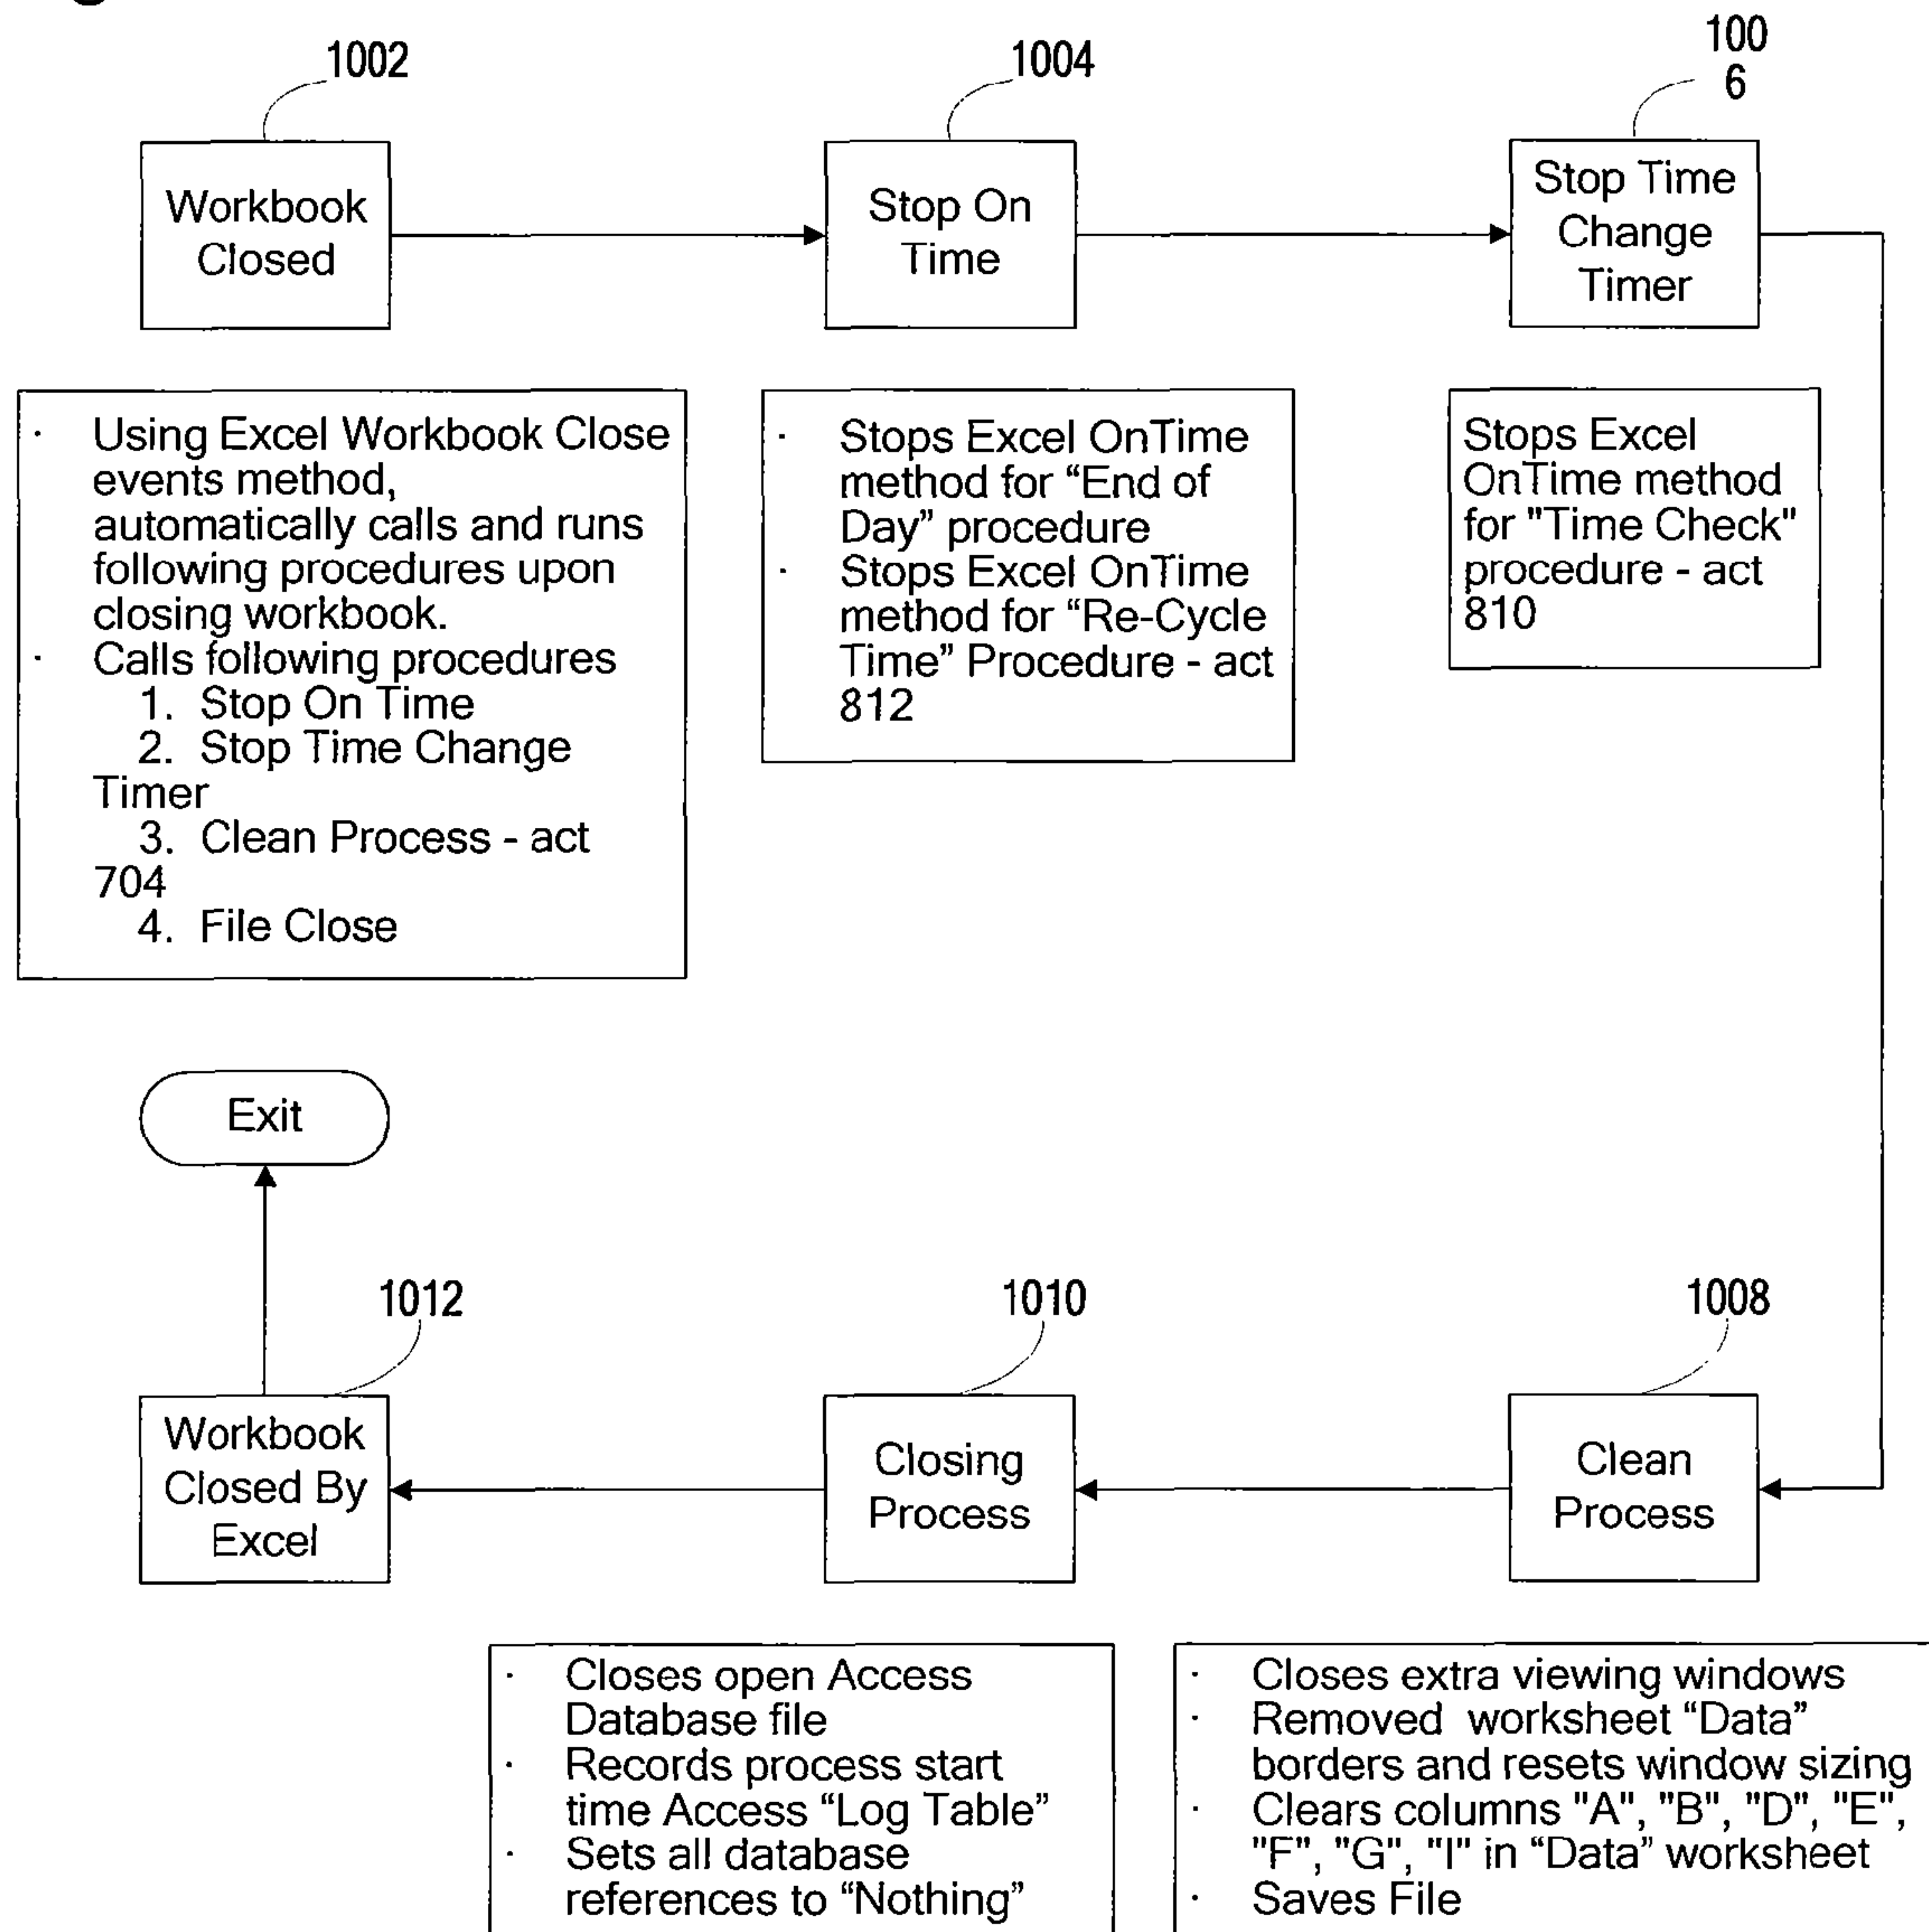 1002
1004
100
6
Workbook
Closed
Stop On
Time
Stop Time
Change
Timer
· Using Excel Workbook Close
events method,
automatically calls and runs
following procedures upon
closing workbook.
· Calls following procedures
1. Stop On Time
2. Stop Time Change
Timer
3. Clean Process - act
704
4. File Close
· Stops Excel OnTime
method for “End of
Day” procedure
· Stops Excel OnTime
method for “Re-Cycle
Time” Procedure - act
812
Stops Excel
OnTime method
for "Time Check"
procedure - act
810
Exit
1012
1010
1008
Workbook
Closed By
Excel
Closing
Process
Clean
Process
· Closes open Access
Database file
· Records process start
time Access “Log Table”
· Sets all database
references to “Nothing”
· Closes extra viewing windows
· Removed worksheet “Data”
borders and resets window sizing
· Clears columns "A", "B", "D", "E",
"F", "G", "I" in “Data” worksheet
· Saves File